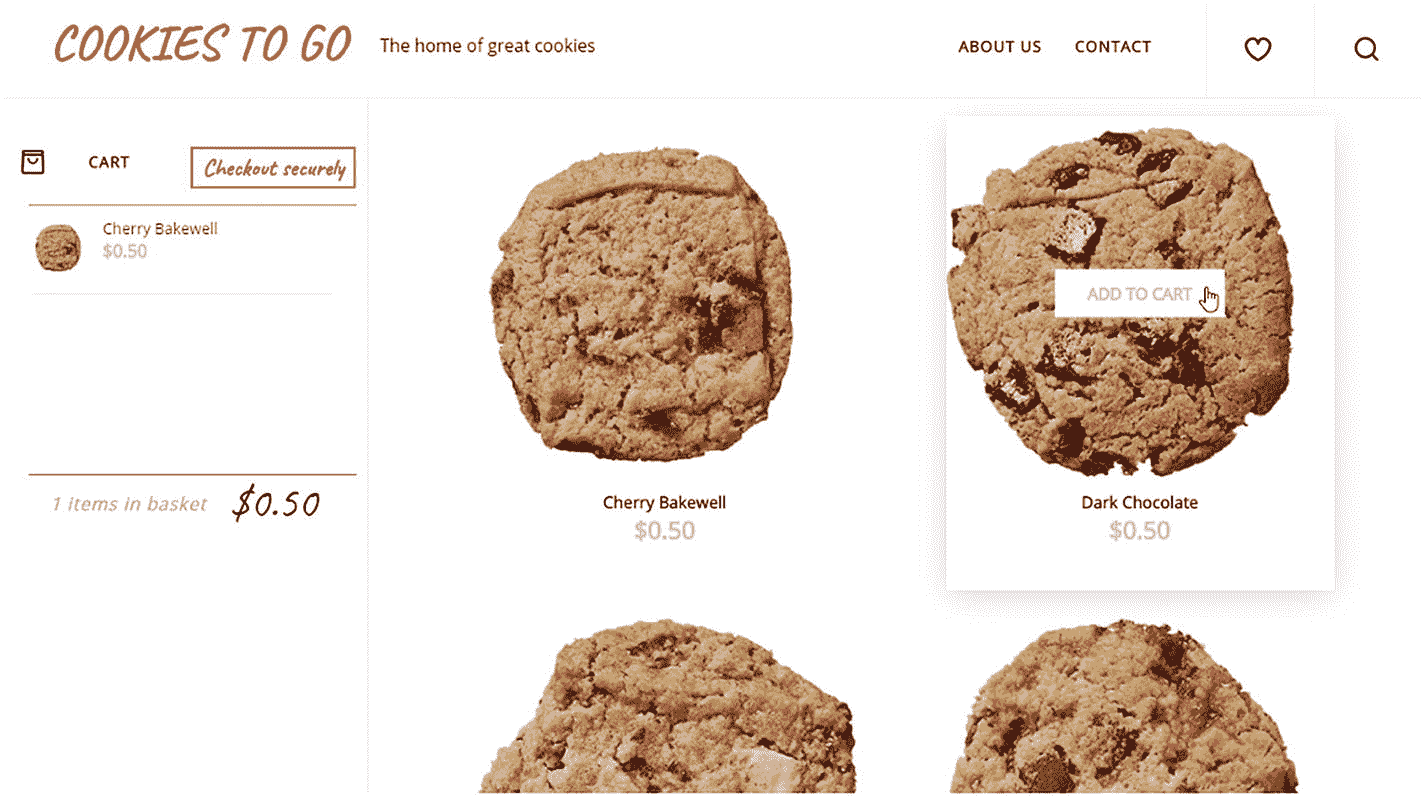 COOKIES TO GO
The home of great cookies
ABOUT US
CONTACT
CART
Checkout securely
Cherry Bakewell
$0.50
1 items in basket
$0.50
ADD TO CART
Cherry Bakewell
$0.50
Dark Chocolate
$0.50